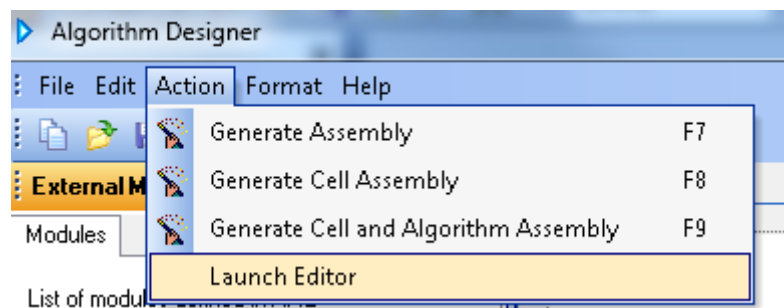 Algorithm Designer
File Edit Action Format Help
Generate Assembly F7
External M
Generate Cell Assembly F8
Modules
Generate Cell and Algorithm Assembly F9
Launch Editor
List of modul